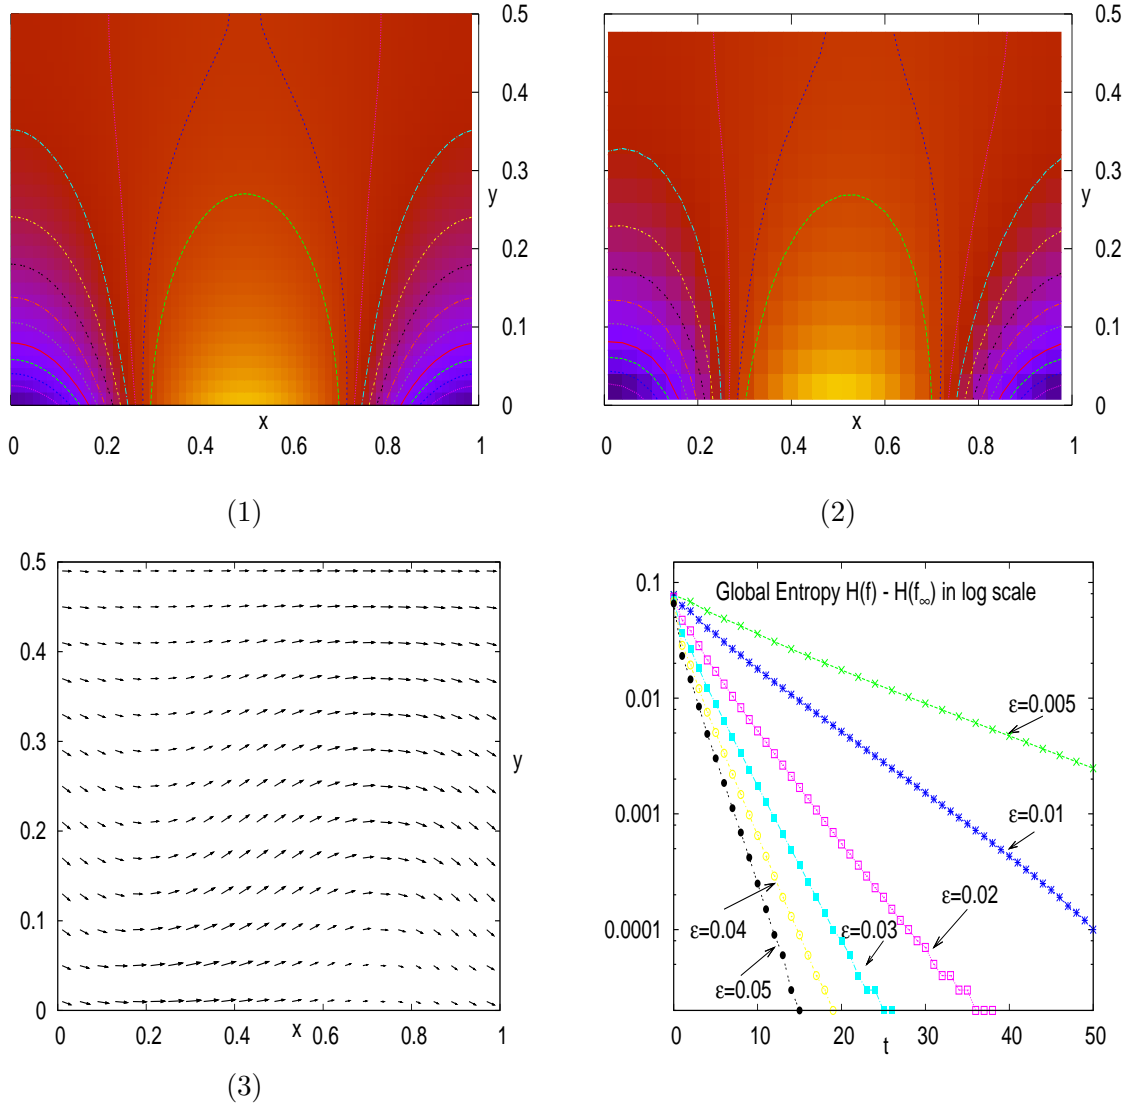 0.5
0.4
0.3
y
0.2
0.1
0
x
0 0.2 0.4 0.6 0.8 1
(1)
0.5
0.4
0.3
y
0.2
0.1
0
x
0 0.2 0.4 0.6 0.8 1
(2)
0.5
0.4
0.3
0.2
0.1
0
y
x
0 0.2 0.4 0.6 0.8 1
(3)
Global Entropy H(f) - H(f∞) in log scale
0.1
0.01
0.001
0.0001
ε=0.005
ε=0.01
ε=0.02
ε=0.03
ε=0.04
ε=0.05
0 10 20 30 40 50
t